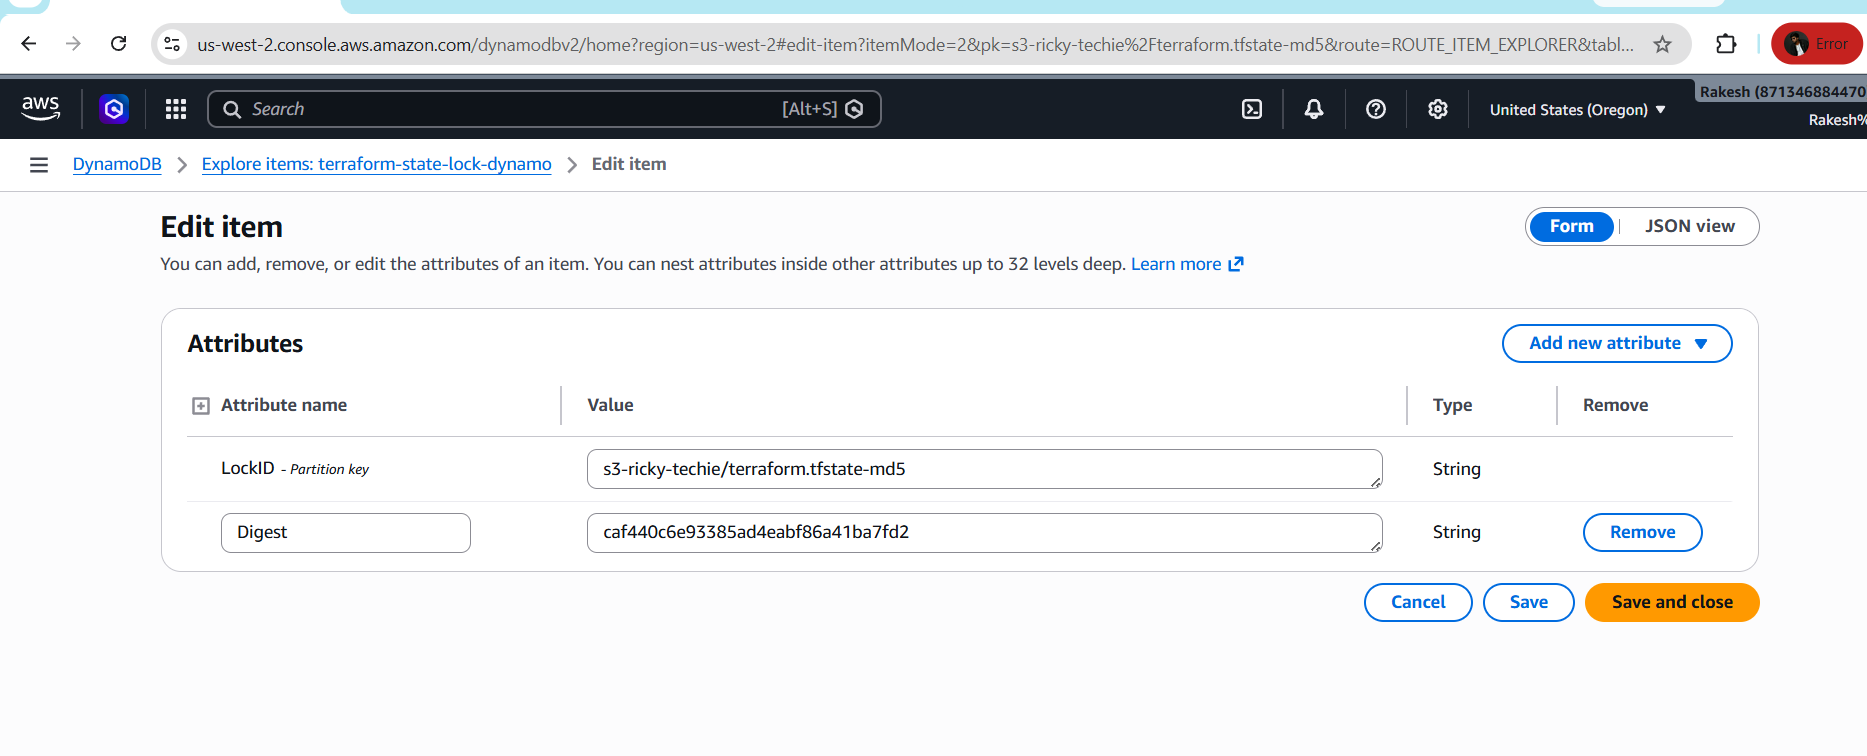 us-west-2.console.aws.amazon.com/dynamodbv2/home?region=us-west-2#edit-item?itemMode=2&pk=s3-ricky-techie%2Fterraform.tfstate-md5&route=ROUTE_ITEM_EXPLORER&tabl...
Error
aws
Search
[Alt+S]
United States (Oregon)
Rakesh (871346884470
Rakesh%
DynamoDB
Explore items: terraform-state-lock-dynamo
Edit item
Edit item
Form
JSON view
You can add, remove, or edit the attributes of an item. You can nest attributes inside other attributes up to 32 levels deep. Learn more
Attributes
Add new attribute
Attribute name
Value
Type
Remove
LockID - Partition key
s3-ricky-techie/terraform.tfstate-md5
String
Digest
caf440c6e93385ad4eabf86a41ba7fd2
String
Remove
Cancel
Save
Save and close